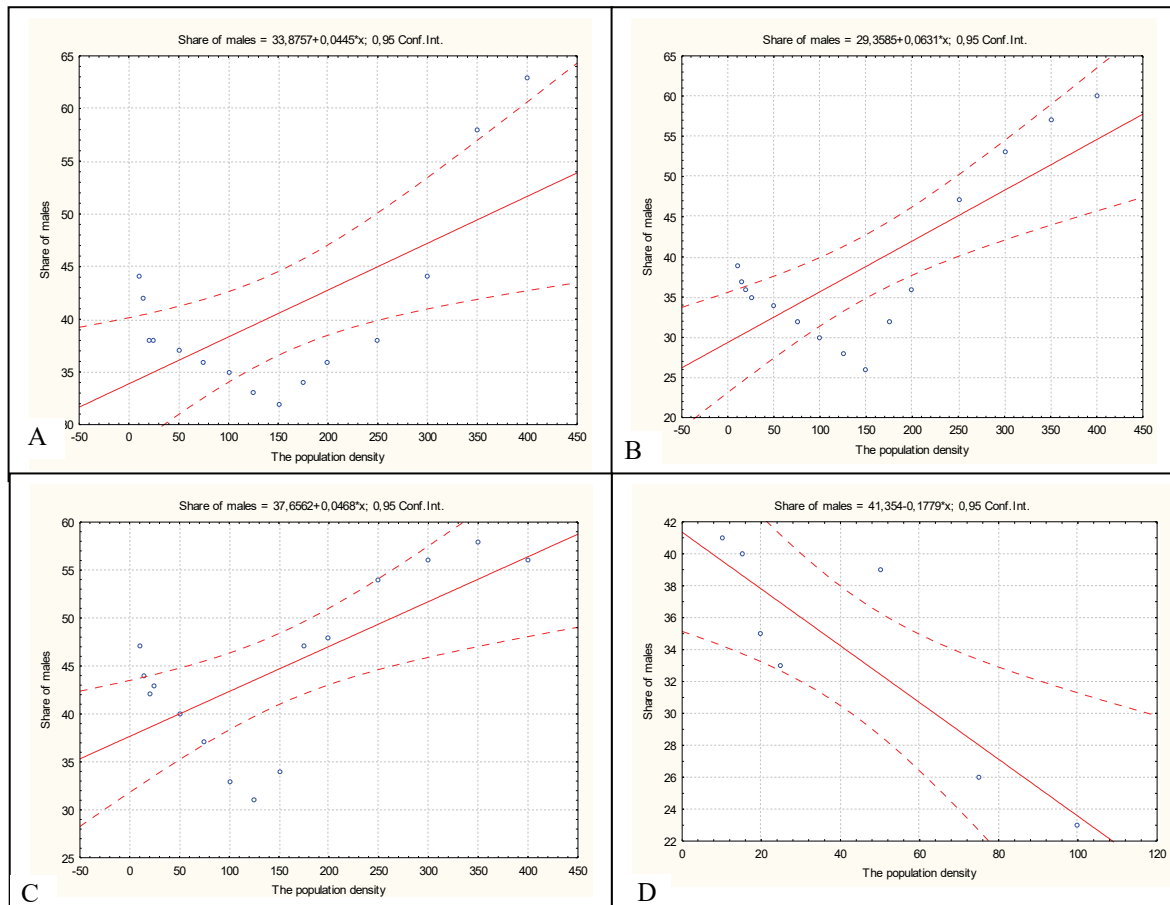 Share of males = 33,8757+0,0445*x; 0,95 Conf.Int.
65
60
55
50
45
40
35
30
Share of males
-50 0 50 100 150 200 250 300 350 400 450
The population density
A
Share of males = 29,3585+0,0631*x; 0,95 Conf.Int.
65
60
55
50
45
40
35
30
25
20
Share of males
-50 0 50 100 150 200 250 300 350 400 450
The population density
B
Share of males = 37,6562+0,0468*x; 0,95 Conf.Int.
60
55
50
45
40
35
30
25
Share of males
-50 0 50 100 150 200 250 300 350 400 450
The population density
C
Share of males = 41,354-0,1779*x; 0,95 Conf.Int.
42
40
38
36
34
32
30
28
26
24
22
Share of males
0 20 40 60 80 100 120
The population density
D